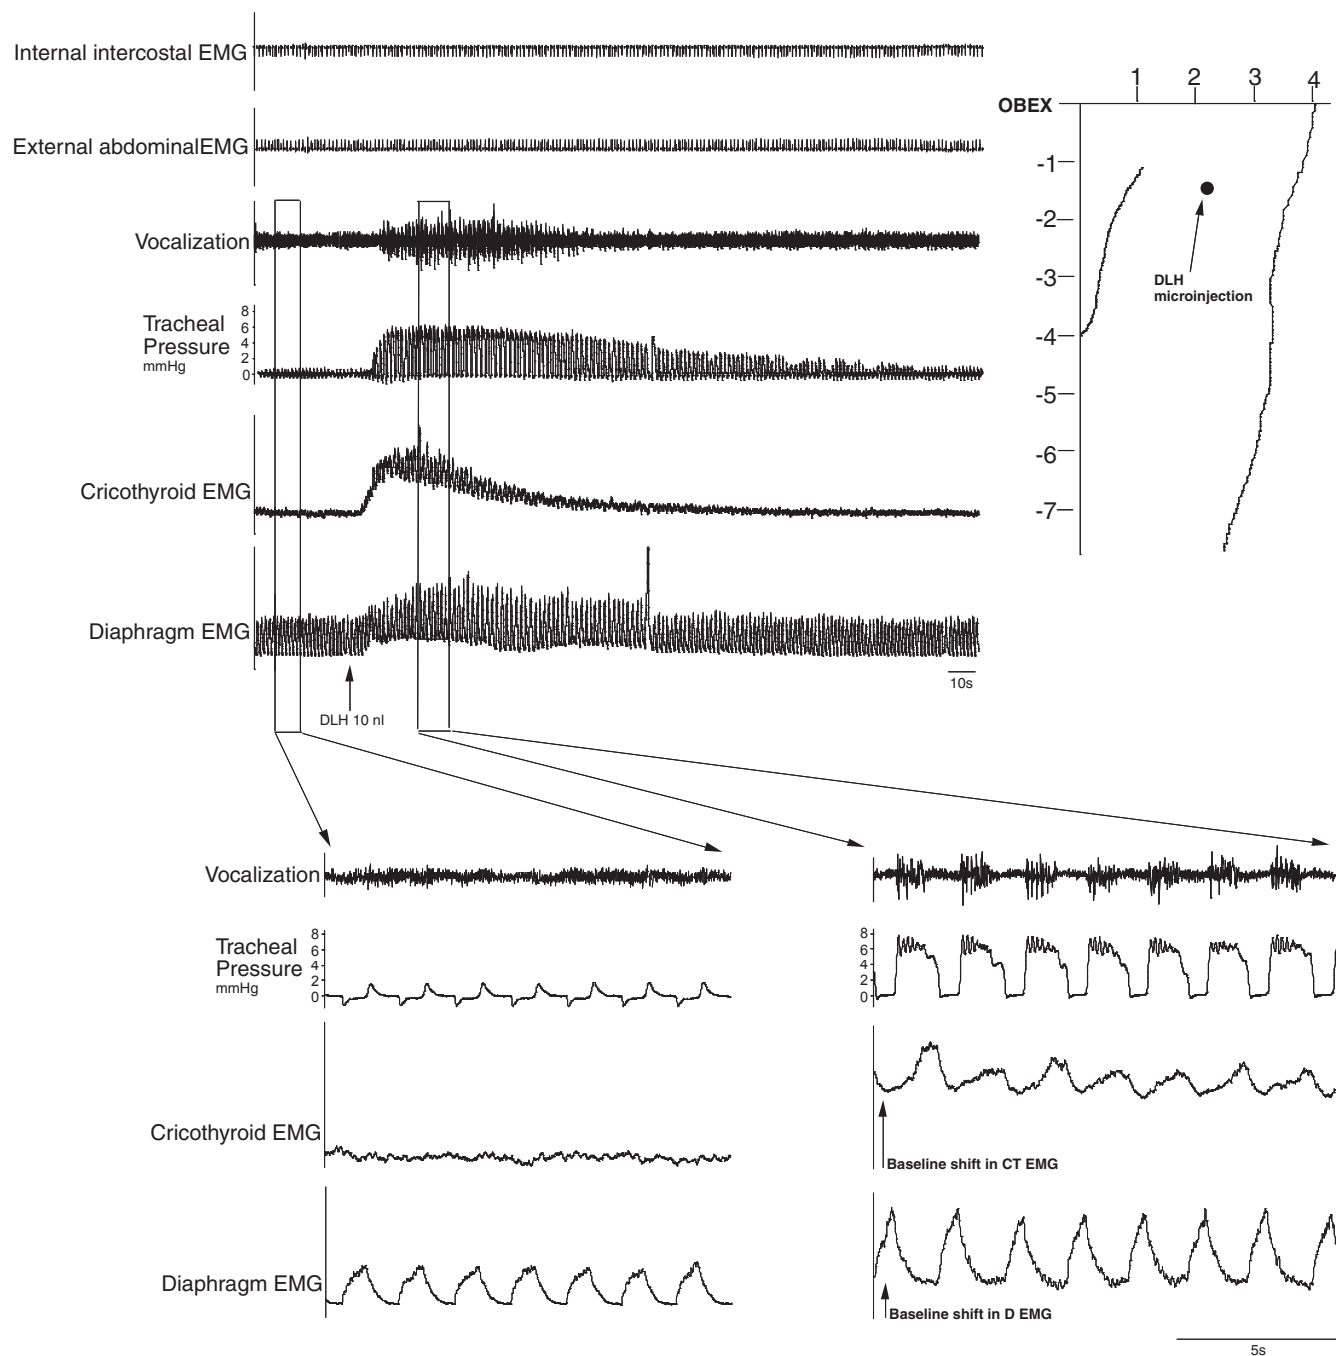 Internal intercostal EMG
External abdominalEMG
Vocalization
Tracheal
Pressure
mmHg
8
6
4
2
0
Cricothyroid EMG
Diaphragm EMG
10s
DLH 10 nl
1 2 3 4
OBEX
-1
-2
-3
-4
-5
-6
-7
DLH
microinjection
Vocalization
Tracheal
Pressure
mmHg
8
6
4
2
0
8
6
4
2
0
Cricothyroid EMG
Baseline shift in CT EMG
Diaphragm EMG
Baseline shift in D EMG
5s